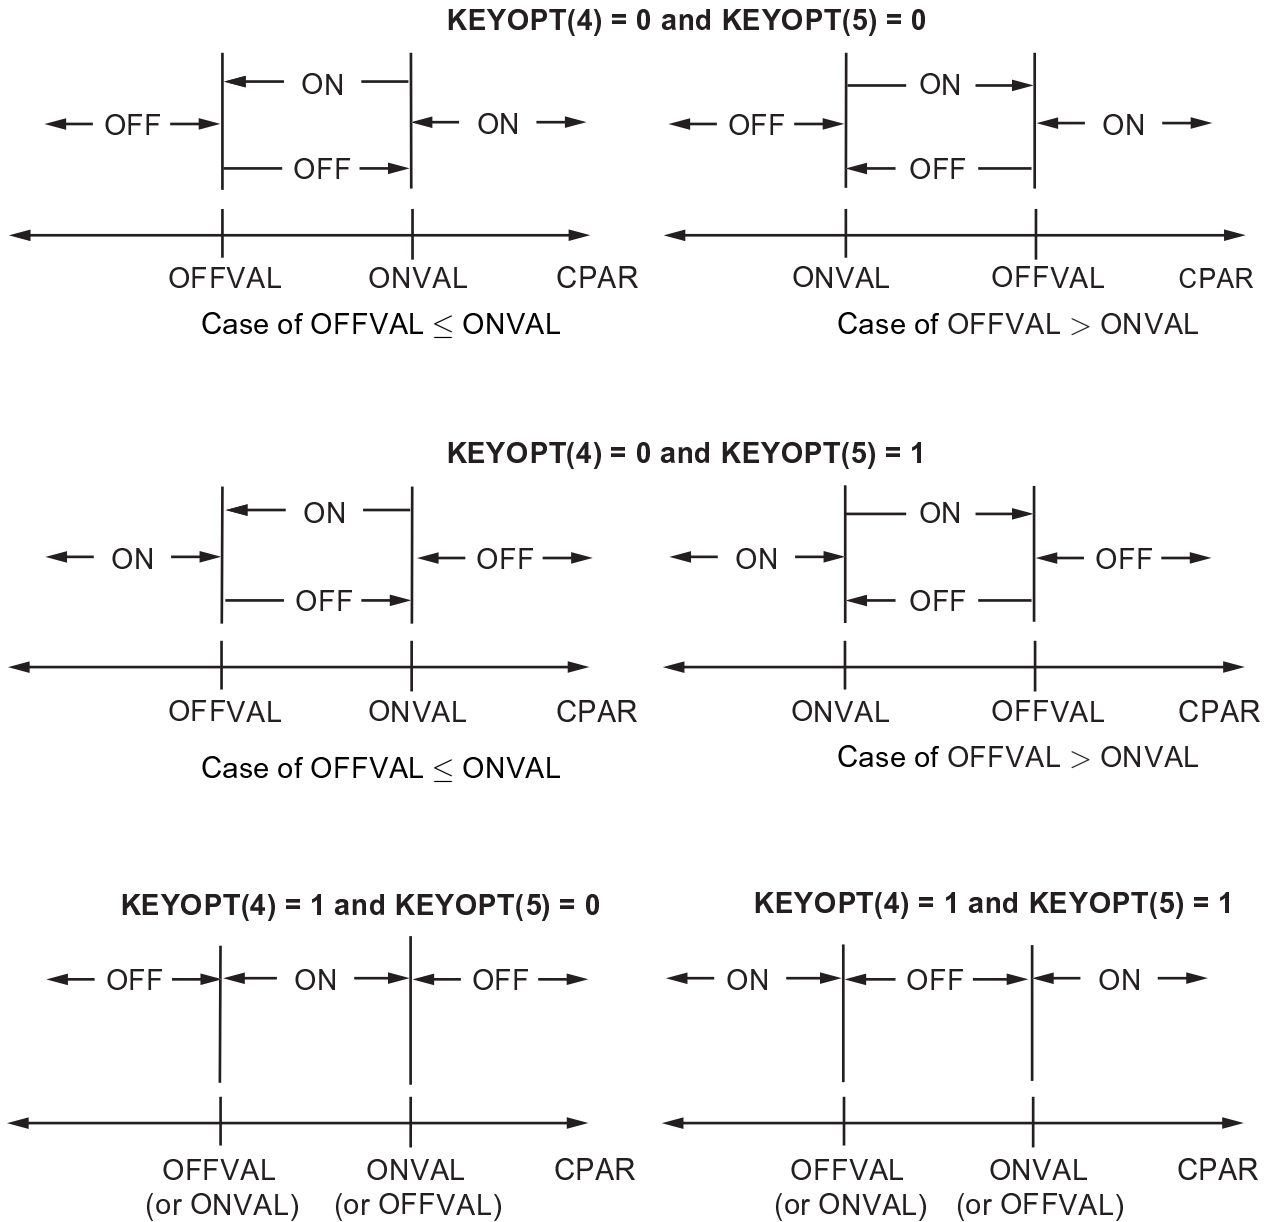 KEYOPT(4) = 0 and KEYOPT(5) = 0
ON ON
OFF ON OFF ON
OFF OFF
OFFVAL ONVAL CPAR ONVAL OFFVAL CPAR
Case of OFFVAL ≤ ONVAL Case of OFFVAL > ONVAL
KEYOPT(4) = 0 and KEYOPT(5) = 1
ON ON
ON OFF ON OFF
OFF OFF
OFFVAL ONVAL CPAR ONVAL OFFVAL CPAR
Case of OFFVAL ≤ ONVAL Case of OFFVAL > ONVAL
KEYOPT(4) = 1 and KEYOPT(5) = 0 KEYOPT(4) = 1 and KEYOPT(5) = 1
OFF ON OFF ON OFF ON
OFFVAL ONVAL CPAR OFFVAL ONVAL CPAR
(or ONVAL) (or OFFVAL) (or ONVAL) (or OFFVAL)